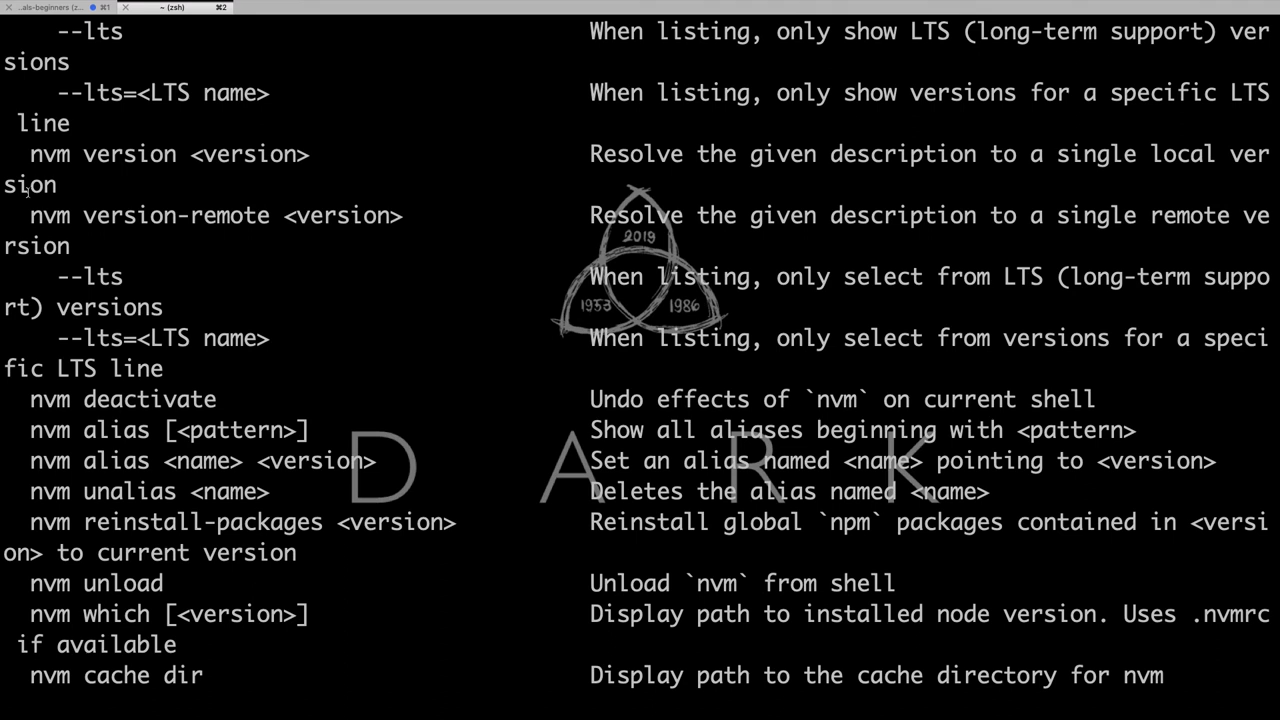 ..als-beginners (z... ⌘1
~ (zsh) ⌘2
--lts When listing, only show LTS (long-term support) ver
sions
--lts=<LTS name> When listing, only show versions for a specific LTS
line
nvm version <version> Resolve the given description to a single local ver
sion
nvm version-remote <version> Resolve the given description to a single remote ve
rsion
--lts When listing, only select from LTS (long-term suppo
rt) versions
--lts=<LTS name> When listing, only select from versions for a speci
fic LTS line
nvm deactivate Undo effects of `nvm` on current shell
nvm alias [<pattern>] Show all aliases beginning with <pattern>
nvm alias <name> <version> Set an alias named <name> pointing to <version>
nvm unalias <name> Deletes the alias named <name>
nvm reinstall-packages <version> Reinstall global `npm` packages contained in <versi
on> to current version
nvm unload Unload `nvm` from shell
nvm which [<version>] Display path to installed node version. Uses .nvmrc
if available
nvm cache dir Display path to the cache directory for nvm
2019
1953 1986
D A R K